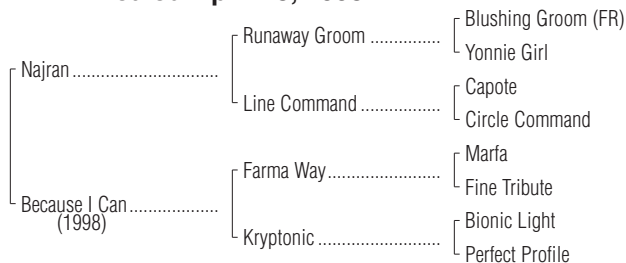 Runaway Groom ................
Blushing Groom (FR)
Yonnie Girl
Najran ..................................
Line Command ..................
Capote
Circle Command
Farma Way.........................
Marfa
Fine Tribute
Because I Can .....................
(1998)
Kryptonic ...........................
Bionic Light
Perfect Profile